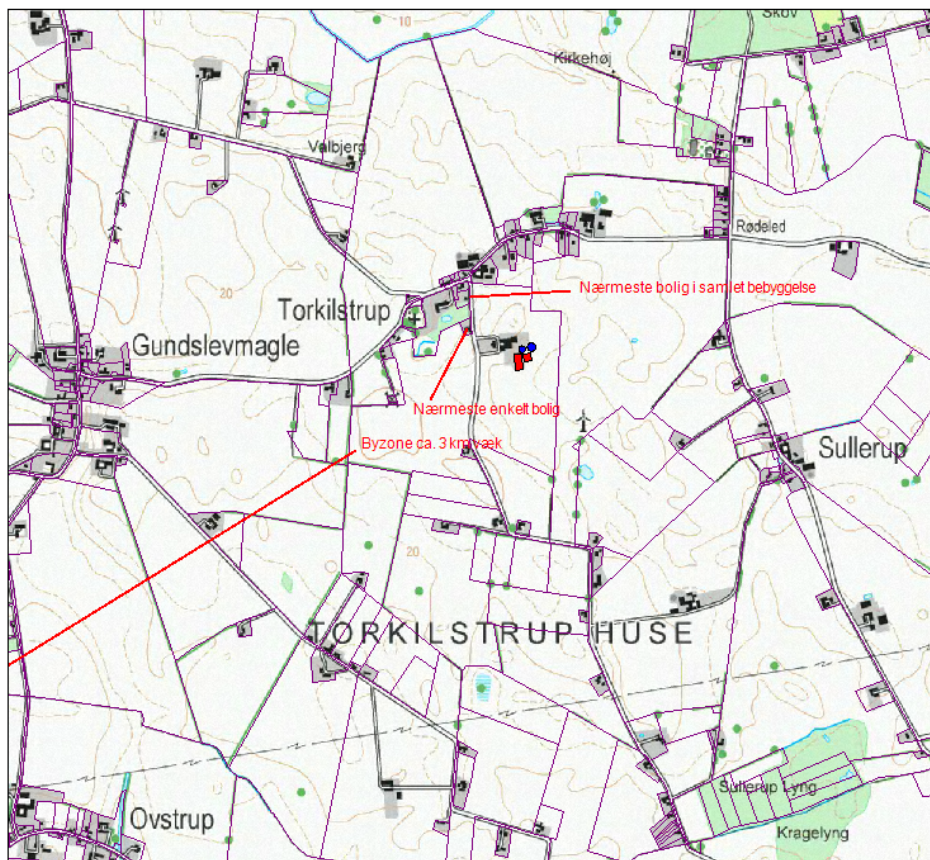 Skov
10
Kirkehøj
Valbjerg
Rødeled
20
Nærmeste bolig i samlet bebyggelse
Torkilstrup
Gundslevmagle
Nærmeste enkelt bolig
Byzone ca. 3 km væk
Sullerup
20
TORKILSTRUP HUSE
Sullerup Lyng
Ovstrup
Kragelyng